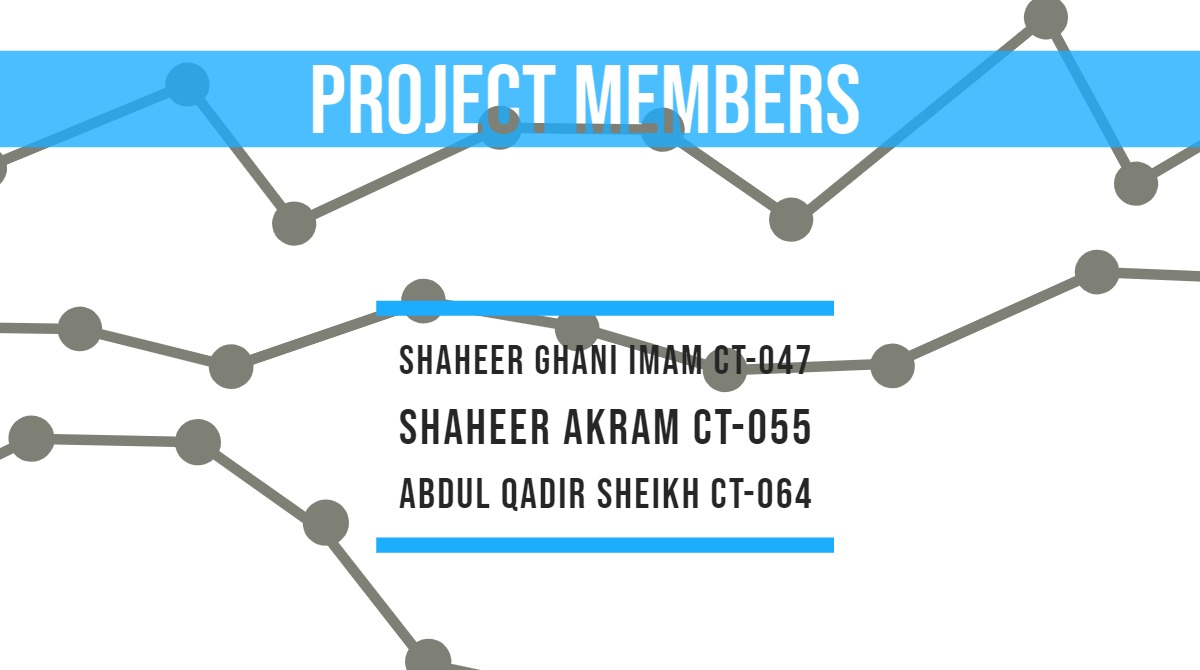 PROJECT MEMBERS
SHAHEER GHANI IMAM CT-047
SHAHEER AKRAM CT-055
ABDUL QADIR SHEIKH CT-064